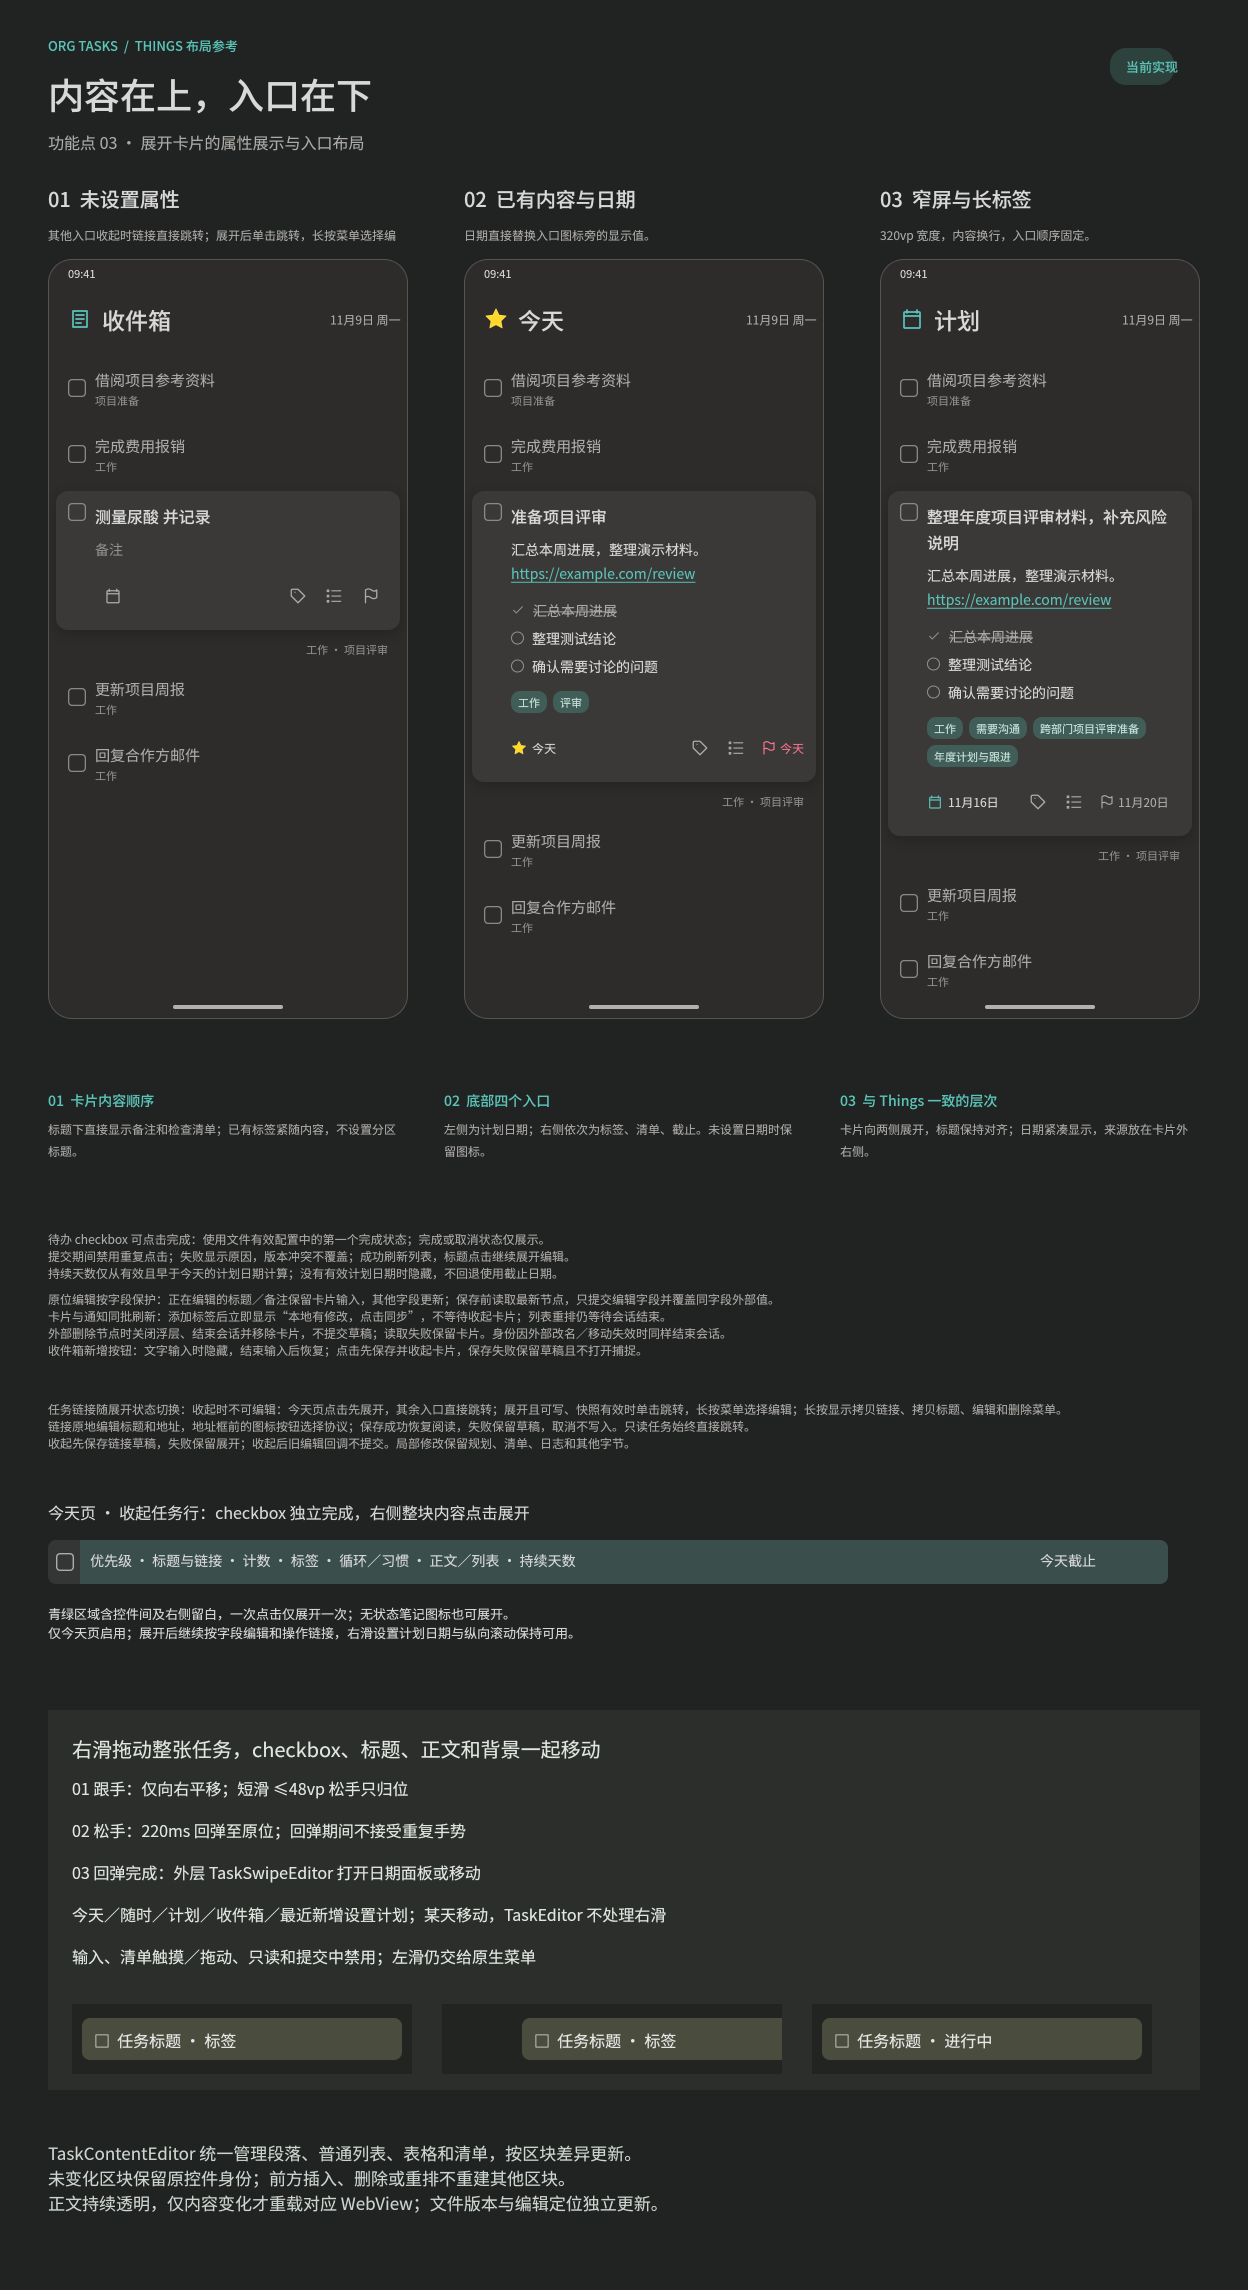 ORG TASKS / THINGS 布局参考
当前实现
内容在上，入口在下
功能点 03 · 展开卡片的属性展示与入口布局
01 未设置属性
其他入口收起时链接直接跳转；展开后单击跳转，长按菜单选择编
09:41
收件箱
11月9日 周一
借阅项目参考资料
项目准备
完成费用报销
工作
测量尿酸 并记录
备注
工作 · 项目评审
更新项目周报
工作
回复合作方邮件
工作
02 已有内容与日期
日期直接替换入口图标旁的显示值。
09:41
今天
11月9日 周一
借阅项目参考资料
项目准备
完成费用报销
工作
准备项目评审
汇总本周进展，整理演示材料。
https://example.com/review
汇总本周进展
整理测试结论
确认需要讨论的问题
工作 评审
今天 今天
工作 · 项目评审
更新项目周报
工作
回复合作方邮件
工作
03 窄屏与长标签
320vp 宽度，内容换行，入口顺序固定。
09:41
计划
11月9日 周一
借阅项目参考资料
项目准备
完成费用报销
工作
整理年度项目评审材料，补充风险
说明
汇总本周进展，整理演示材料。
https://example.com/review
汇总本周进展
整理测试结论
确认需要讨论的问题
工作 需要沟通 跨部门项目评审准备
年度计划与跟进
11月16日 11月20日
工作 · 项目评审
更新项目周报
工作
回复合作方邮件
工作
01 卡片内容顺序
标题下直接显示备注和检查清单；已有标签紧随内容，不设置分区
标题。
02 底部四个入口
左侧为计划日期；右侧依次为标签、清单、截止。未设置日期时保
留图标。
03 与 Things 一致的层次
卡片向两侧展开，标题保持对齐；日期紧凑显示，来源放在卡片外
右侧。
待办 checkbox 可点击完成：使用文件有效配置中的第一个完成状态；完成或取消状态仅展示。
提交期间禁用重复点击；失败显示原因，版本冲突不覆盖；成功刷新列表，标题点击继续展开编辑。
持续天数仅从有效且早于今天的计划日期计算；没有有效计划日期时隐藏，不回退使用截止日期。
原位编辑按字段保护：正在编辑的标题／备注保留卡片输入，其他字段更新；保存前读取最新节点，只提交编辑字段并覆盖同字段外部值。
卡片与通知同批刷新：添加标签后立即显示“本地有修改，点击同步”，不等待收起卡片；列表重排仍等待会话结束。
外部删除节点时关闭浮层、结束会话并移除卡片，不提交草稿；读取失败保留卡片。身份因外部改名／移动失效时同样结束会话。
收件箱新增按钮：文字输入时隐藏，结束输入后恢复；点击先保存并收起卡片，保存失败保留草稿且不打开捕捉。
任务链接随展开状态切换：收起时不可编辑：今天页点击先展开，其余入口直接跳转；展开且可写、快照有效时单击跳转，长按菜单选择编辑；长按显示拷贝链接、拷贝标题、编辑和删除菜单。
链接原地编辑标题和地址，地址框前的图标按钮选择协议；保存成功恢复阅读，失败保留草稿，取消不写入。只读任务始终直接跳转。
收起先保存链接草稿，失败保留展开；收起后旧编辑回调不提交。局部修改保留规划、清单、日志和其他字节。
今天页 · 收起任务行：checkbox 独立完成，右侧整块内容点击展开
优先级 · 标题与链接 · 计数 · 标签 · 循环／习惯 · 正文／列表 · 持续天数 今天截止
青绿区域含控件间及右侧留白，一次点击仅展开一次；无状态笔记图标也可展开。
仅今天页启用；展开后继续按字段编辑和操作链接，右滑设置计划日期与纵向滚动保持可用。
右滑拖动整张任务，checkbox、标题、正文和背景一起移动
01 跟手：仅向右平移；短滑 ≤48vp 松手只归位
02 松手：220ms 回弹至原位；回弹期间不接受重复手势
03 回弹完成：外层 TaskSwipeEditor 打开日期面板或移动
今天／随时／计划／收件箱／最近新增设置计划；某天移动，TaskEditor 不处理右滑
输入、清单触摸／拖动、只读和提交中禁用；左滑仍交给原生菜单
任务标题 · 标签
任务标题 · 标签
任务标题 · 进行中
TaskContentEditor 统一管理段落、普通列表、表格和清单，按区块差异更新。
未变化区块保留原控件身份；前方插入、删除或重排不重建其他区块。
正文持续透明，仅内容变化才重载对应 WebView；文件版本与编辑定位独立更新。